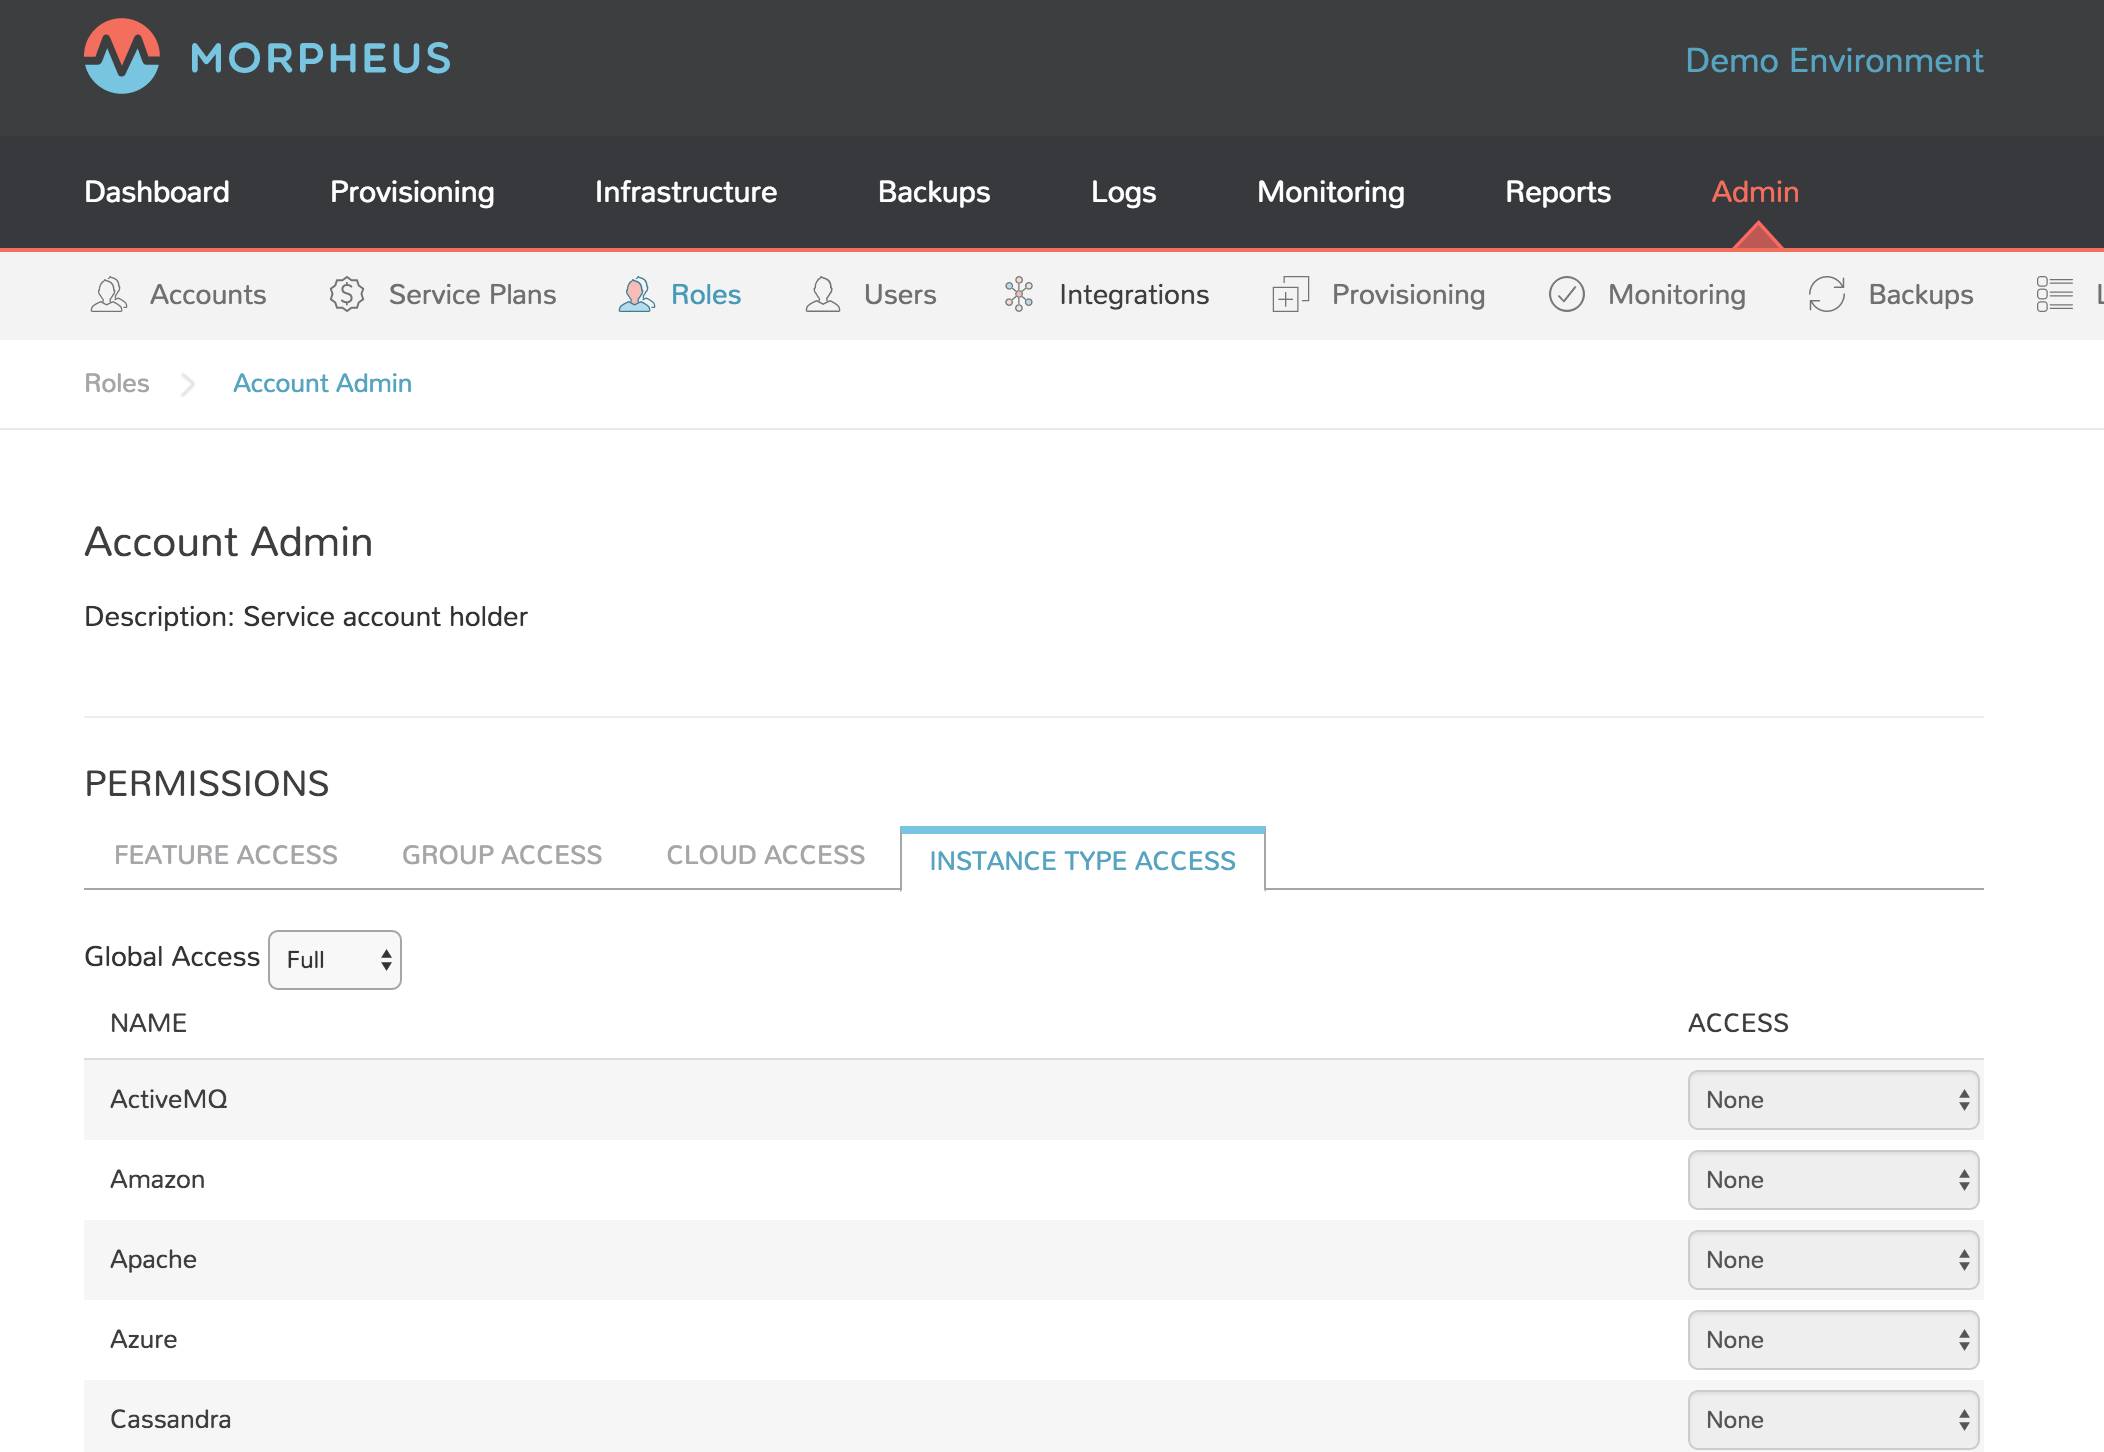 MORPHEUS
Demo Environment
Dashboard Provisioning Infrastructure Backups Logs Monitoring Reports Admin
Accounts $ Service Plans Roles Users Integrations Provisioning Monitoring Backups
Roles Account Admin
Account Admin
Description: Service account holder
PERMISSIONS
FEATURE ACCESS GROUP ACCESS CLOUD ACCESS INSTANCE TYPE ACCESS
Global Access Full
NAME ACCESS
ActiveMQ None
Amazon None
Apache None
Azure None
Cassandra None